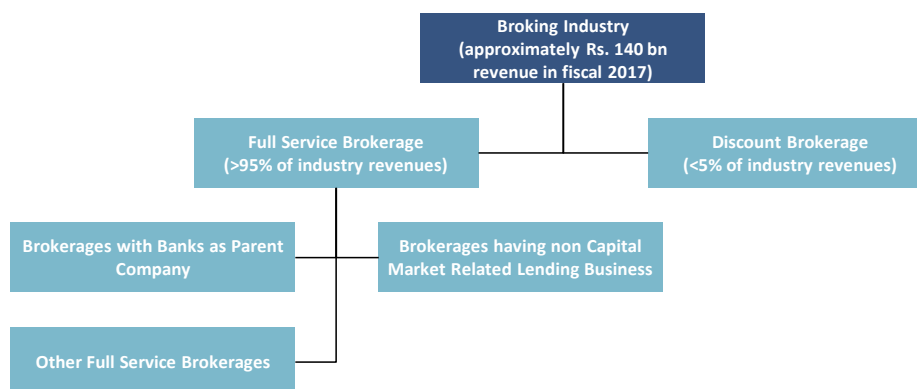 Broking Industry
(approximately Rs. 140 bn
revenue in fiscal 2017)
Full Service Brokerage
(>95% of industry revenues)
Discount Brokerage
(<5% of industry revenues)
Brokerages with Banks as Parent
Company
Brokerages having non Capital
Market Related Lending Business
Other Full Service Brokerages